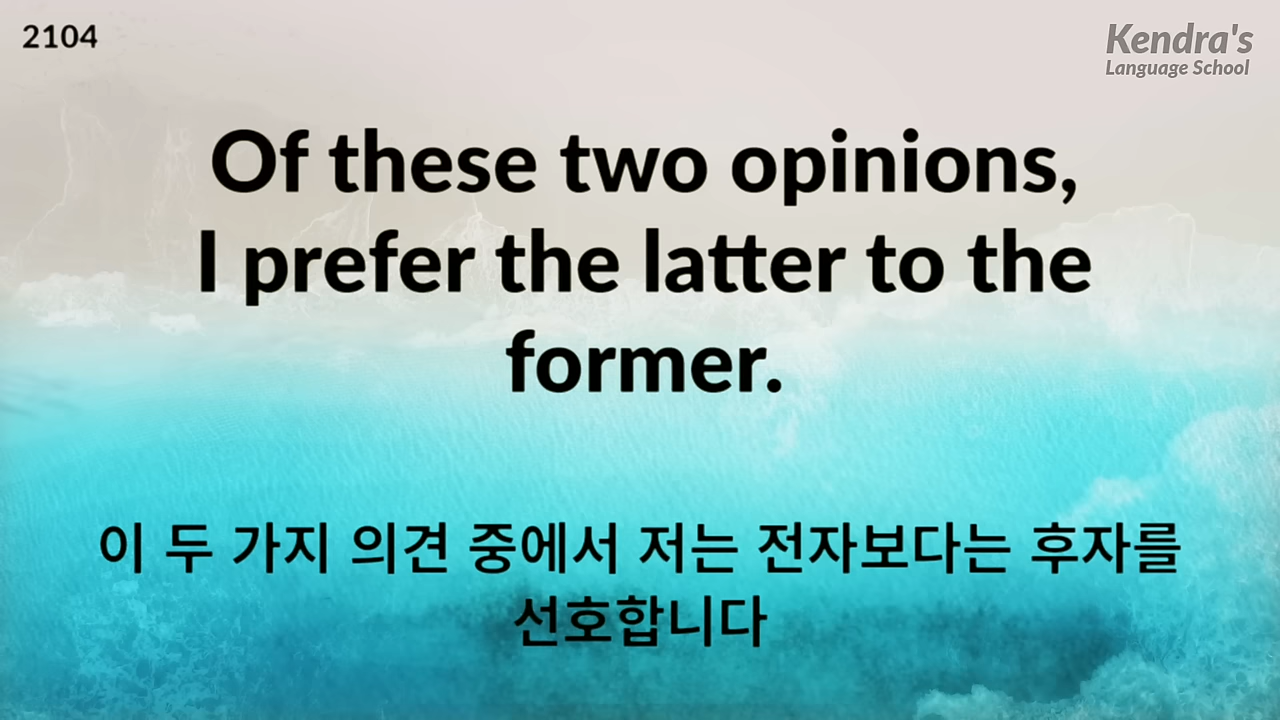 2104
Kendra's
Language School
Of these two opinions,
I prefer the latter to the
former.
이 두 가지 의견 중에서 저는 전자보다는 후자를
선호합니다